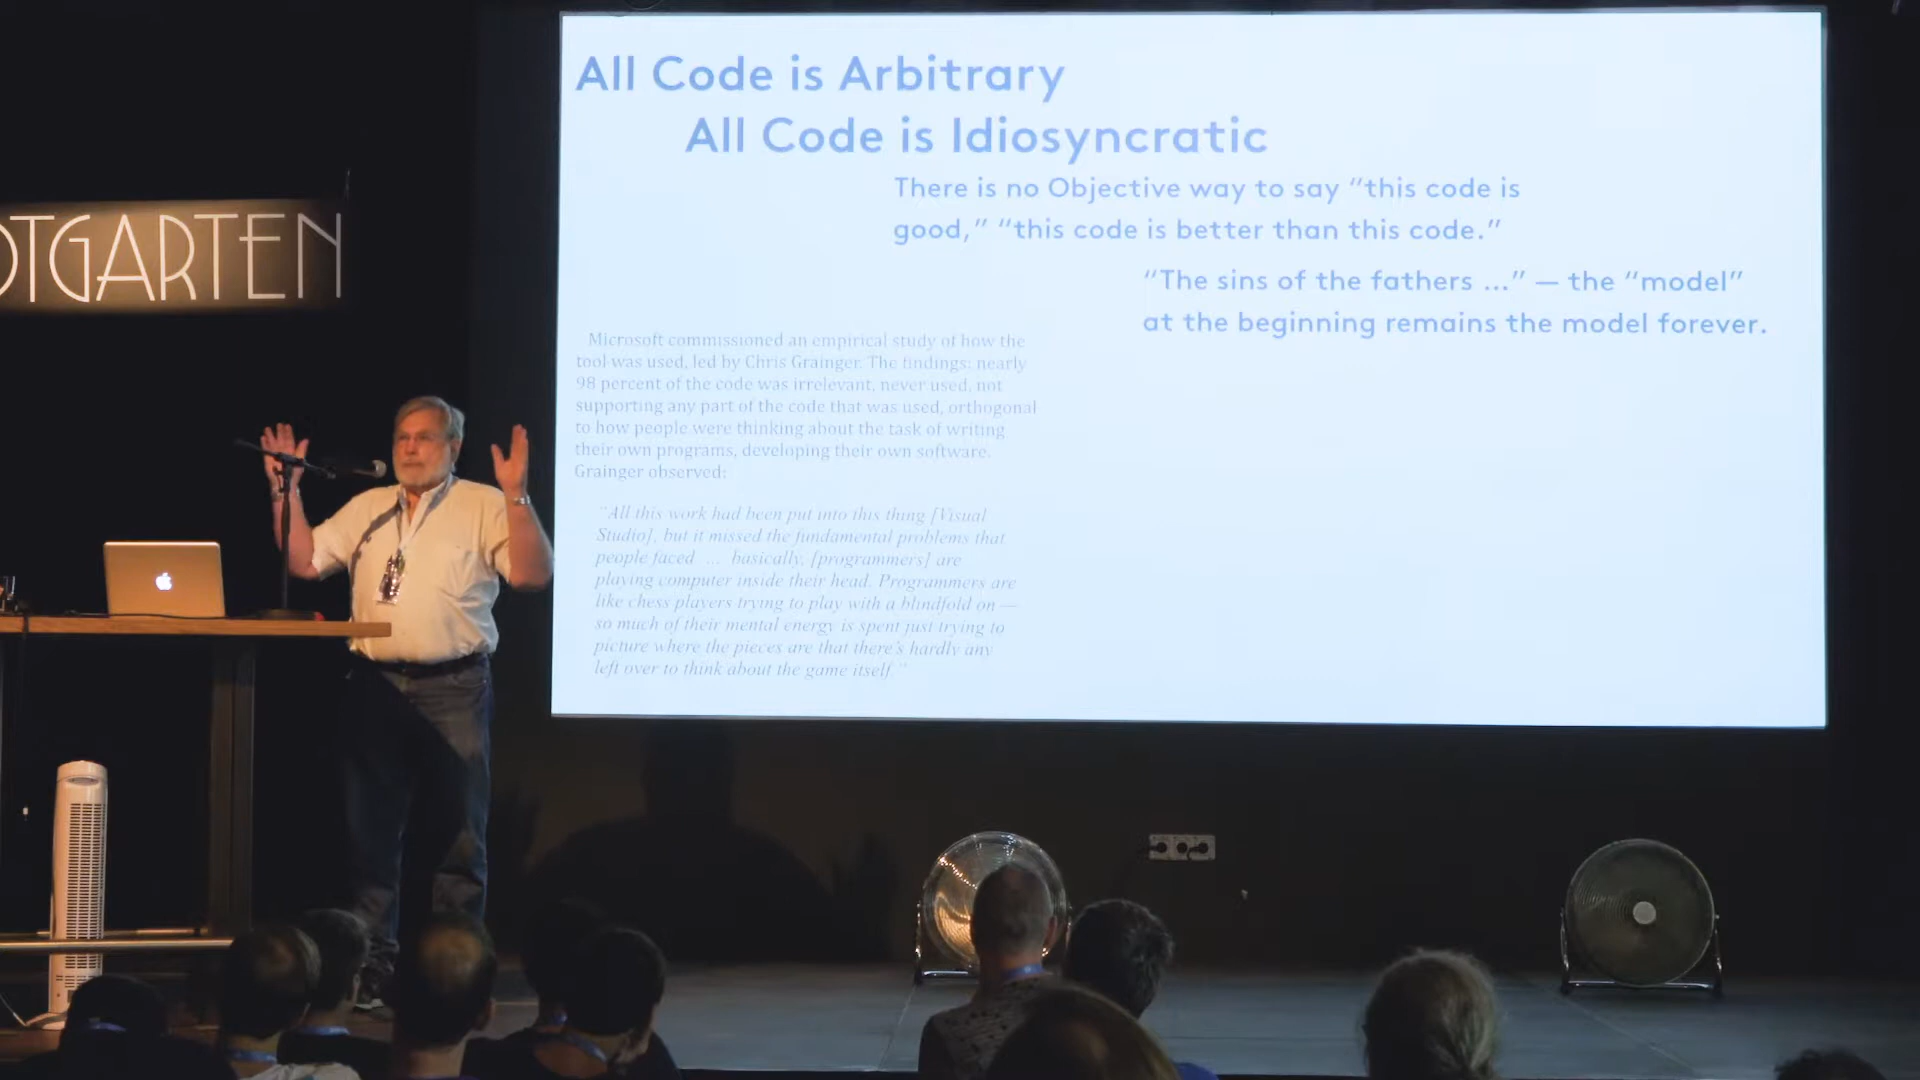 All Code is Arbitrary
All Code is Idiosyncratic
There is no Objective way to say “this code is
good,” “this code is better than this code.”
“The sins of the fathers ...” — the “model”
at the beginning remains the model forever.
OTGARTEN
Microsoft commissioned an empirical study of how the
tool was used, led by Chris Grainger. The findings: nearly
98 percent of the code was irrelevant, never used, not
supporting any part of the code that was used, orthogonal
to how people were thinking about the task of writing
their own programs, developing their own software.
Grainger observed:
“All this work had been put into this thing [Visual
Studio], but it missed the fundamental problems that
people faced ... basically, [programmers] are
playing computer inside their head. Programmers are
like chess players trying to play with a blindfold on —
so much of their mental energy is spent just trying to
picture where the pieces are that there’s hardly any
left over to think about the game itself.”